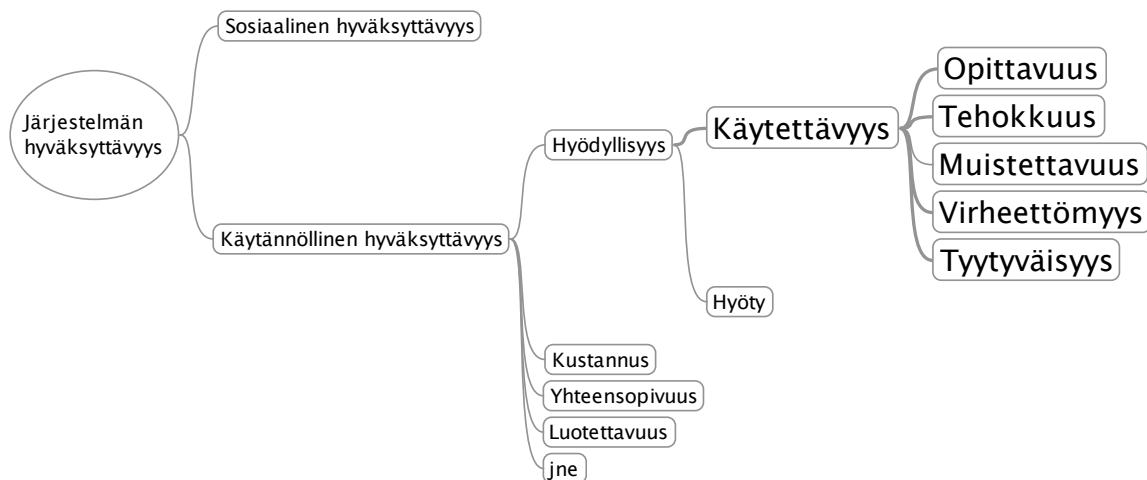 Sosiaalinen hyväksyttävyys
Järjestelmän
hyväksyttävyys
Käytännöllinen hyväksyttävyys
Hyödyllisyys
Käytettävyys
Opittavuus
Tehokkuus
Muistettavuus
Virheettömyys
Tyytyväisyys
Hyöty
Kustannus
Yhteensopivuus
Luotettavuus
jne